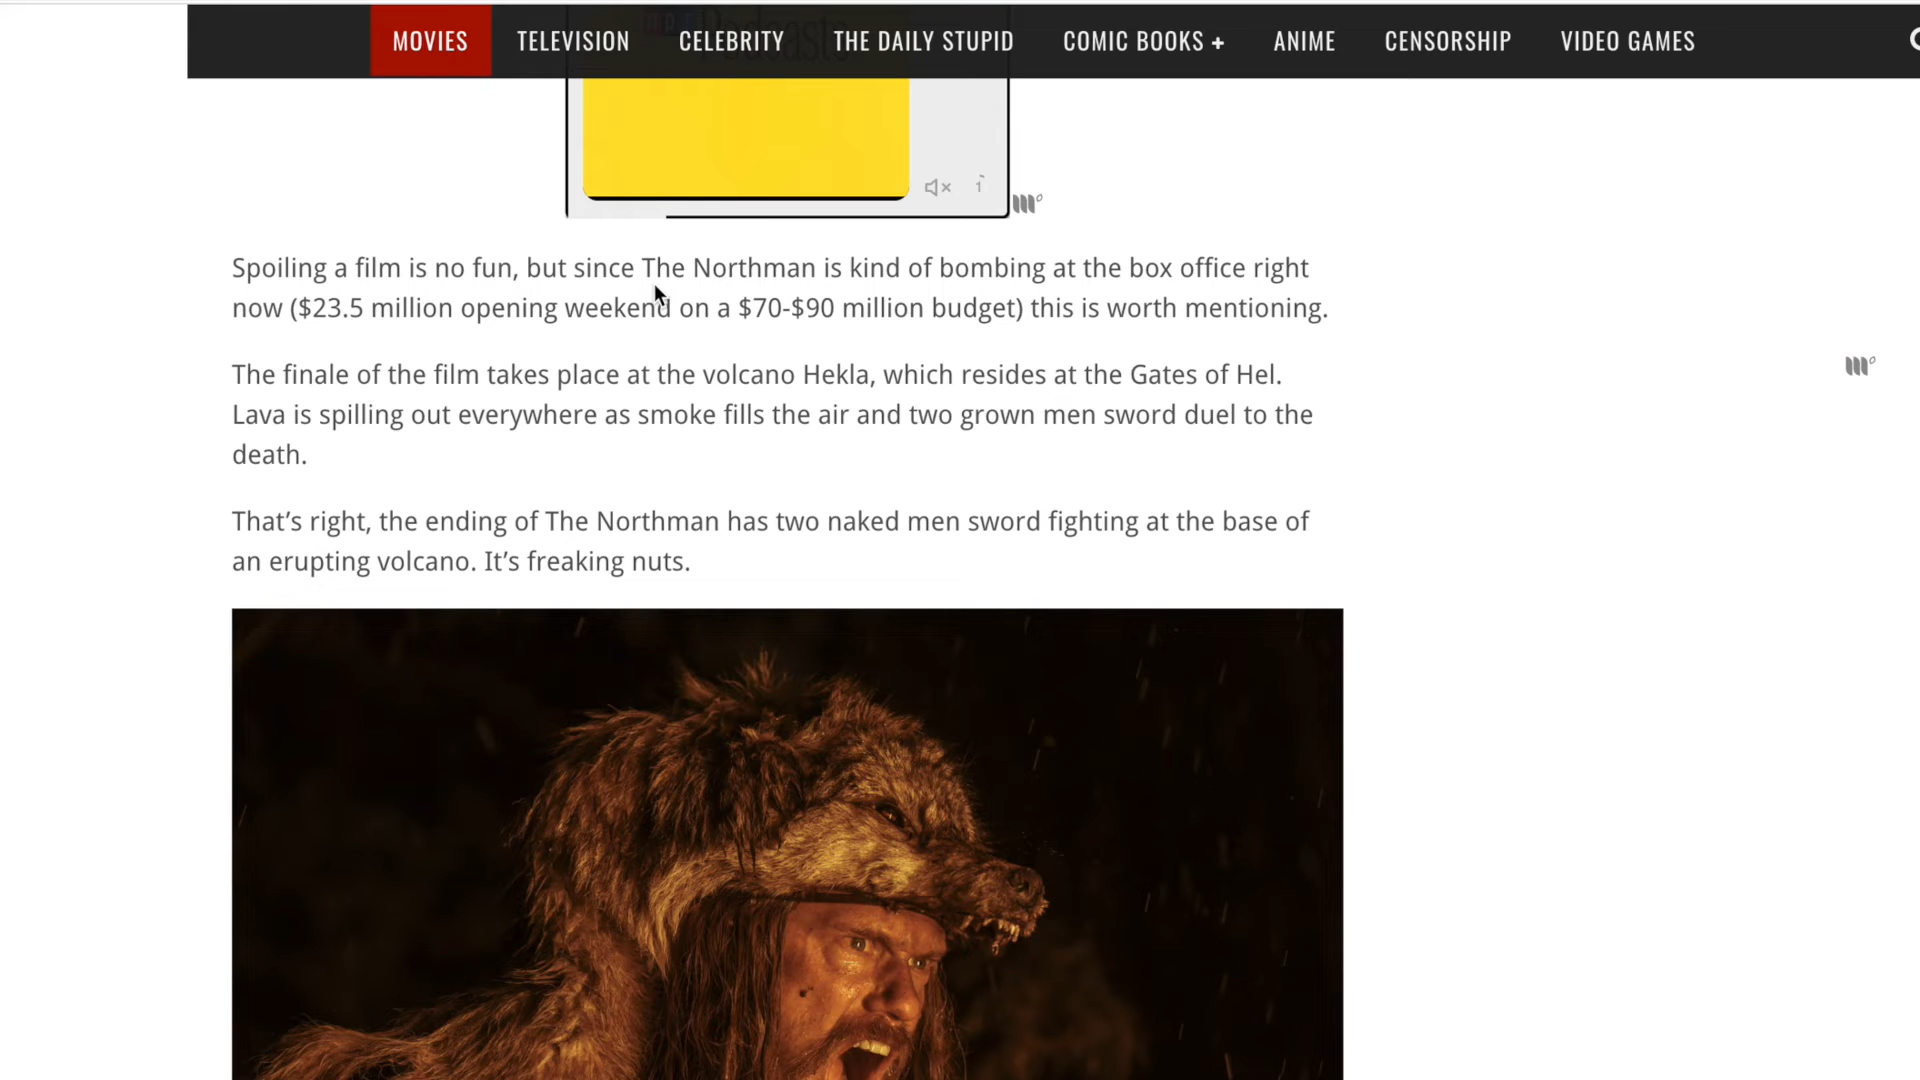 MOVIES TELEVISION CELEBRITY THE DAILY STUPID COMIC BOOKS + ANIME CENSORSHIP VIDEO GAMES
Podcasts
1
Spoiling a film is no fun, but since The Northman is kind of bombing at the box office right
now ($23.5 million opening weekend on a $70-$90 million budget) this is worth mentioning.
The finale of the film takes place at the volcano Hekla, which resides at the Gates of Hel.
Lava is spilling out everywhere as smoke fills the air and two grown men sword duel to the
death.
That’s right, the ending of The Northman has two naked men sword fighting at the base of
an erupting volcano. It’s freaking nuts.